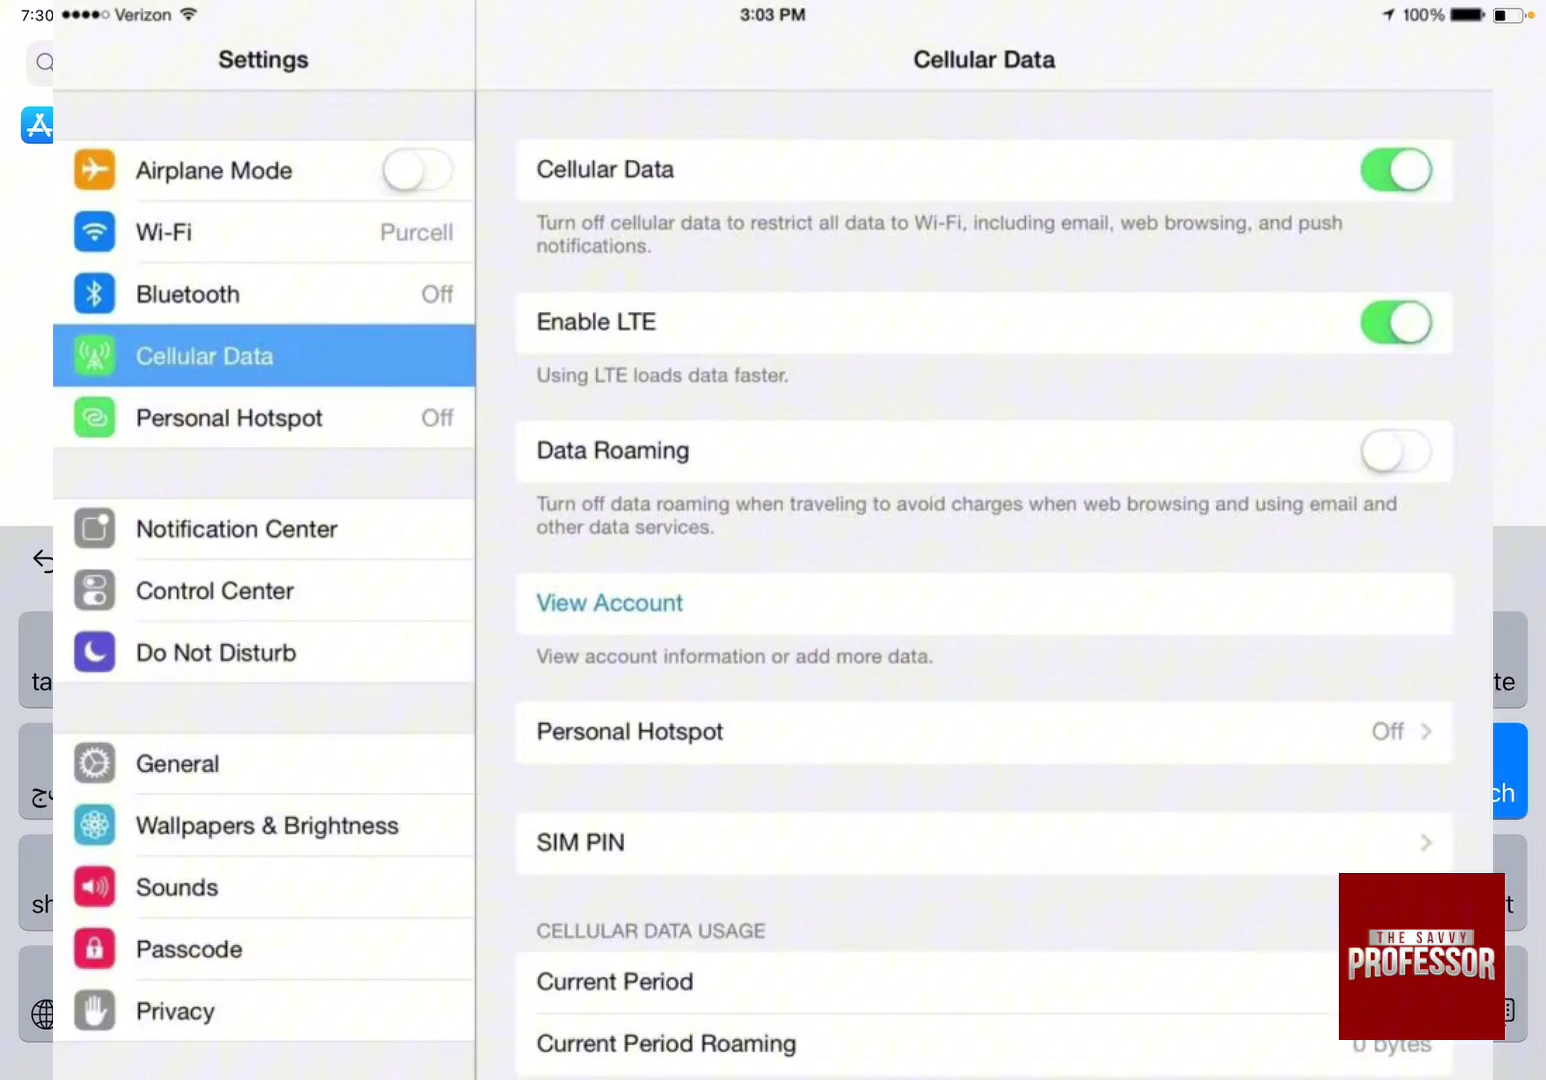 7:30
Verizon
3:03 PM
100%
Settings
Cellular Data
Airplane Mode
Wi-Fi
Purcell
Bluetooth
Off
Cellular Data
Personal Hotspot
Off
Notification Center
Control Center
Do Not Disturb
General
Wallpapers & Brightness
Sounds
Passcode
Privacy
Cellular Data
Turn off cellular data to restrict all data to Wi-Fi, including email, web browsing, and push
notifications.
Enable LTE
Using LTE loads data faster.
Data Roaming
Turn off data roaming when traveling to avoid charges when web browsing and using email and
other data services.
View Account
View account information or add more data.
Personal Hotspot
Off
SIM PIN
CELLULAR DATA USAGE
Current Period
Current Period Roaming
0 bytes
THE SAVVY
PROFESSOR